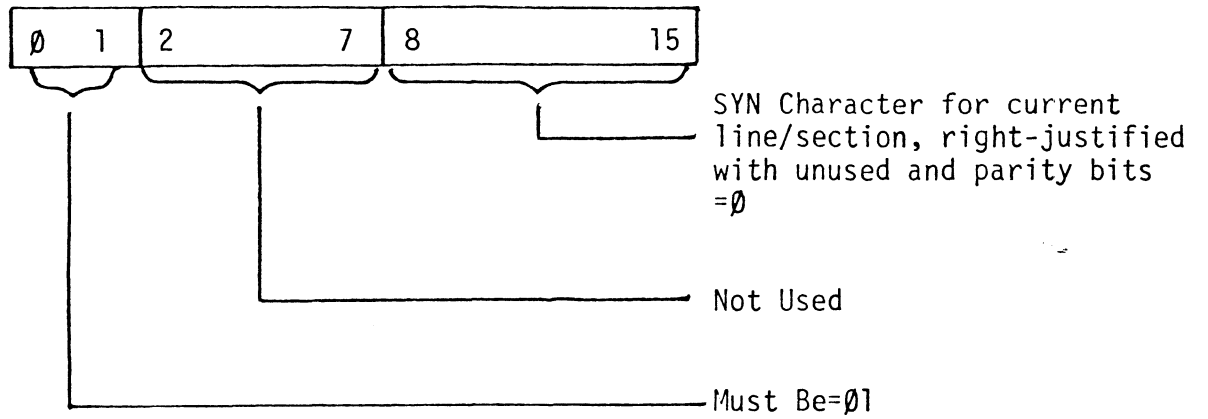 Ø 1 2 7 8 15
SYN Character for current
line/section, right-justified
with unused and parity bits
=Ø
Not Used
Must Be=Ø1